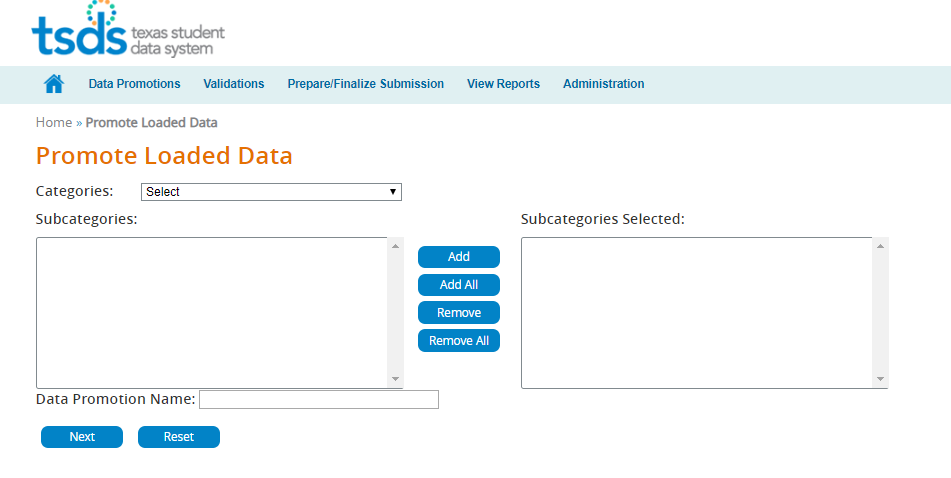 tsds texas student
data system
Data Promotions Validations Prepare/Finalize Submission View Reports Administration
Home » Promote Loaded Data
Promote Loaded Data
Categories: Select
Subcategories: Subcategories Selected:
Add
Add All
Remove
Remove All
Data Promotion Name:
Next Reset